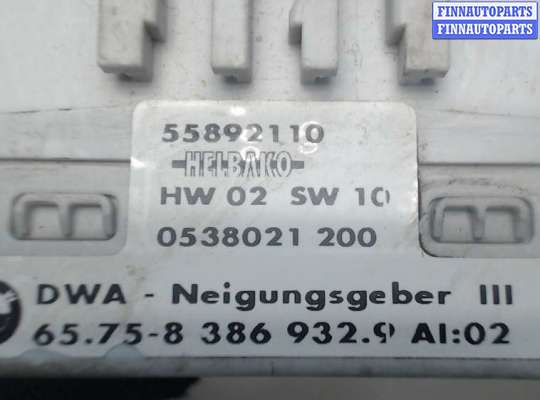 FINNAUTOPARTS
FINNAUTOPARTS
55892110
HELBAKO
HW 02 SW 10
0538021 200
DWA - Neigungsgeber III
65.75-8 386 932.9 AI:02